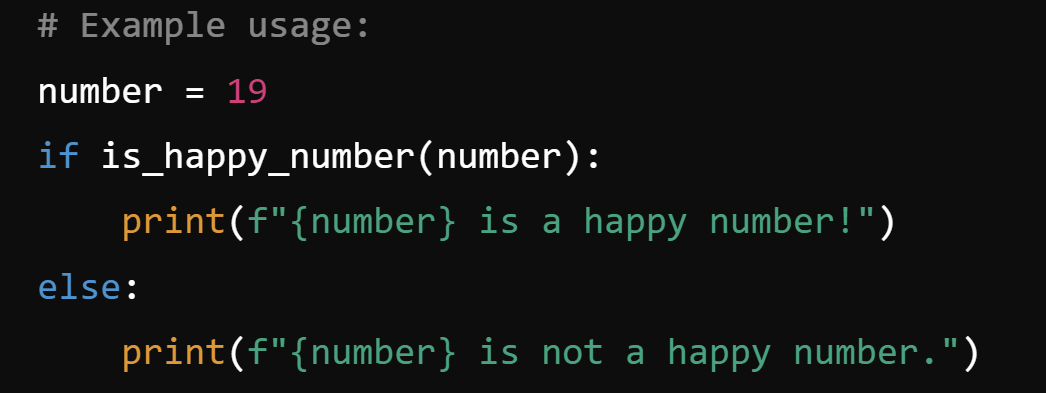 # Example usage:
number = 19
if is_happy_number(number):
    print(f"{number} is a happy number!")
else:
    print(f"{number} is not a happy number.")